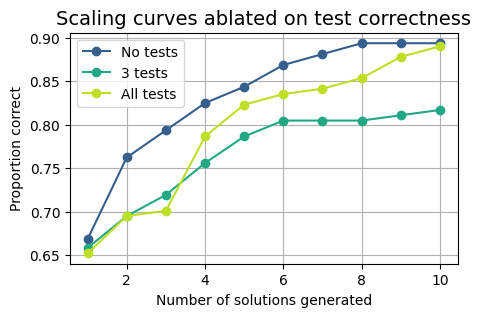 Scaling curves ablated on test correctness
Proportion correct
0.90
0.85
0.80
0.75
0.70
0.65
No tests
3 tests
All tests
2
4
6
8
10
Number of solutions generated